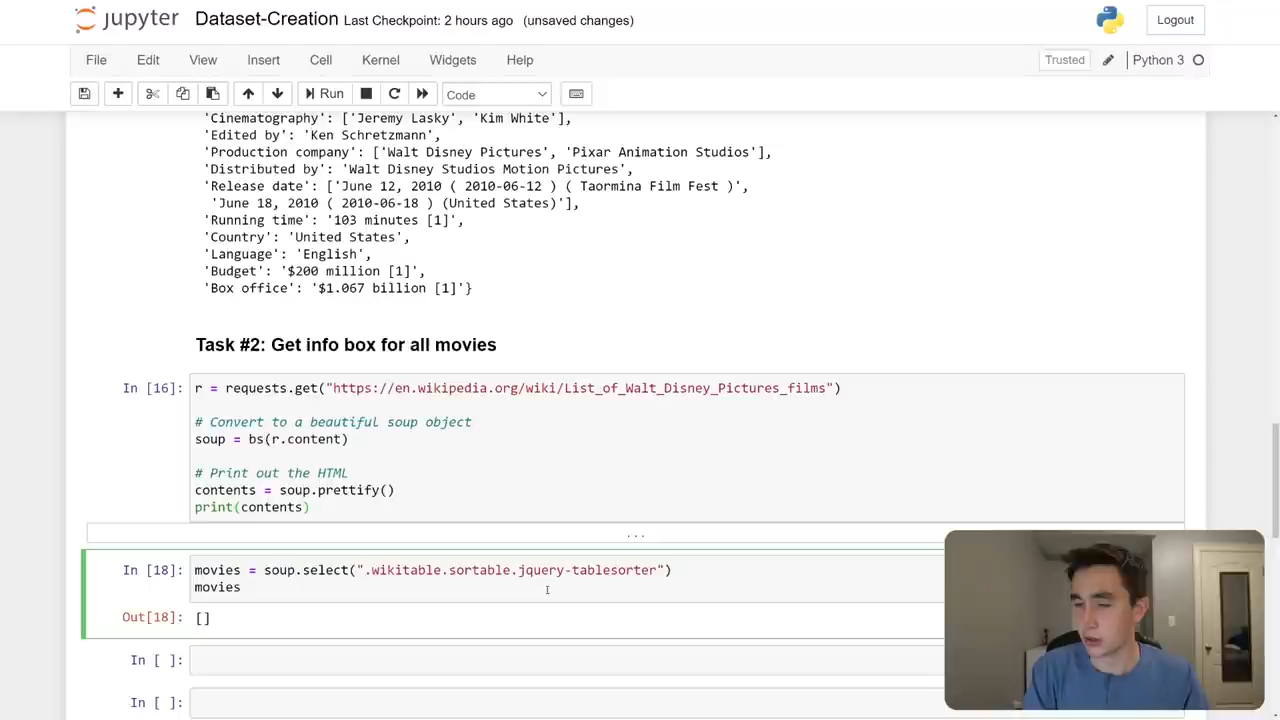 jupyter Dataset-Creation Last Checkpoint: 2 hours ago (unsaved changes) Logout
File Edit View Insert Cell Kernel Widgets Help Trusted Python 3
Run Code
'Cinematography': ['Jeremy Lasky', 'Kim White'],
'Edited by': 'Ken Schretzmann',
'Production company': ['Walt Disney Pictures', 'Pixar Animation Studios'],
'Distributed by': 'Walt Disney Studios Motion Pictures',
'Release date': ['June 12, 2010 ( 2010-06-12 ) ( Taormina Film Fest )',
'June 18, 2010 ( 2010-06-18 ) (United States)'],
'Running time': '103 minutes [1]',
'Country': 'United States',
'Language': 'English',
'Budget': '$200 million [1]',
'Box office': '$1.067 billion [1]'}
Task #2: Get info box for all movies
In [16]: r = requests.get("https://en.wikipedia.org/wiki/List_of_Walt_Disney_Pictures_films")
# Convert to a beautiful soup object
soup = bs(r.content)
# Print out the HTML
contents = soup.prettify()
print(contents)
...
In [18]: movies = soup.select(".wikitable.sortable.jquery-tablesorter")
movies
Out[18]: []
In [ ]:
In [ ]: